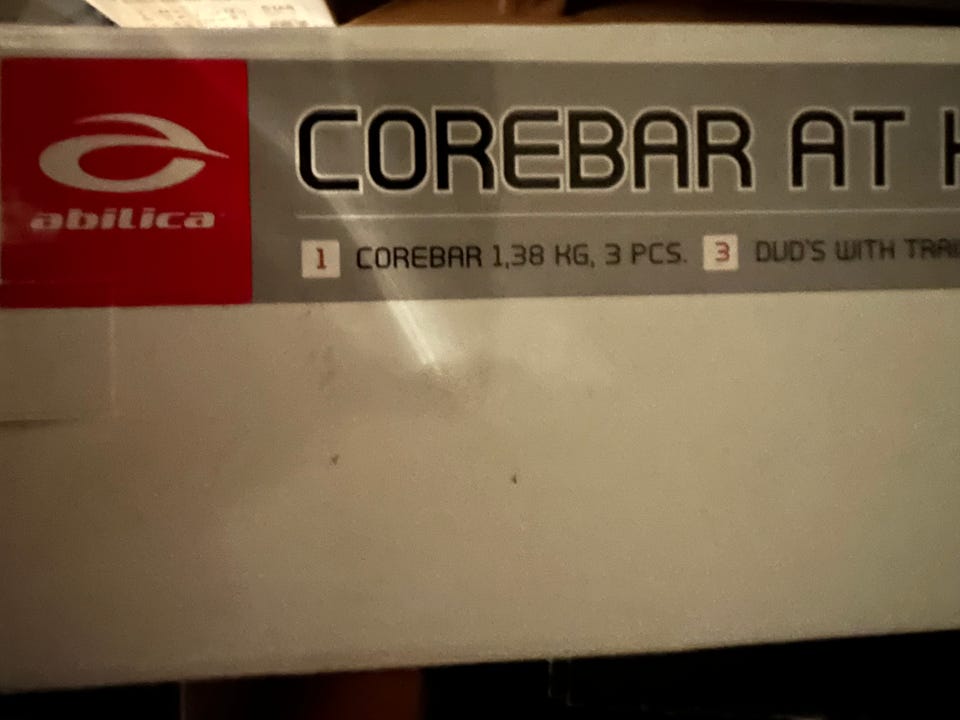 abilica
COREBAR AT
1 COREBAR 1,38 KG, 3 PCS. 3 DVD'S WITH